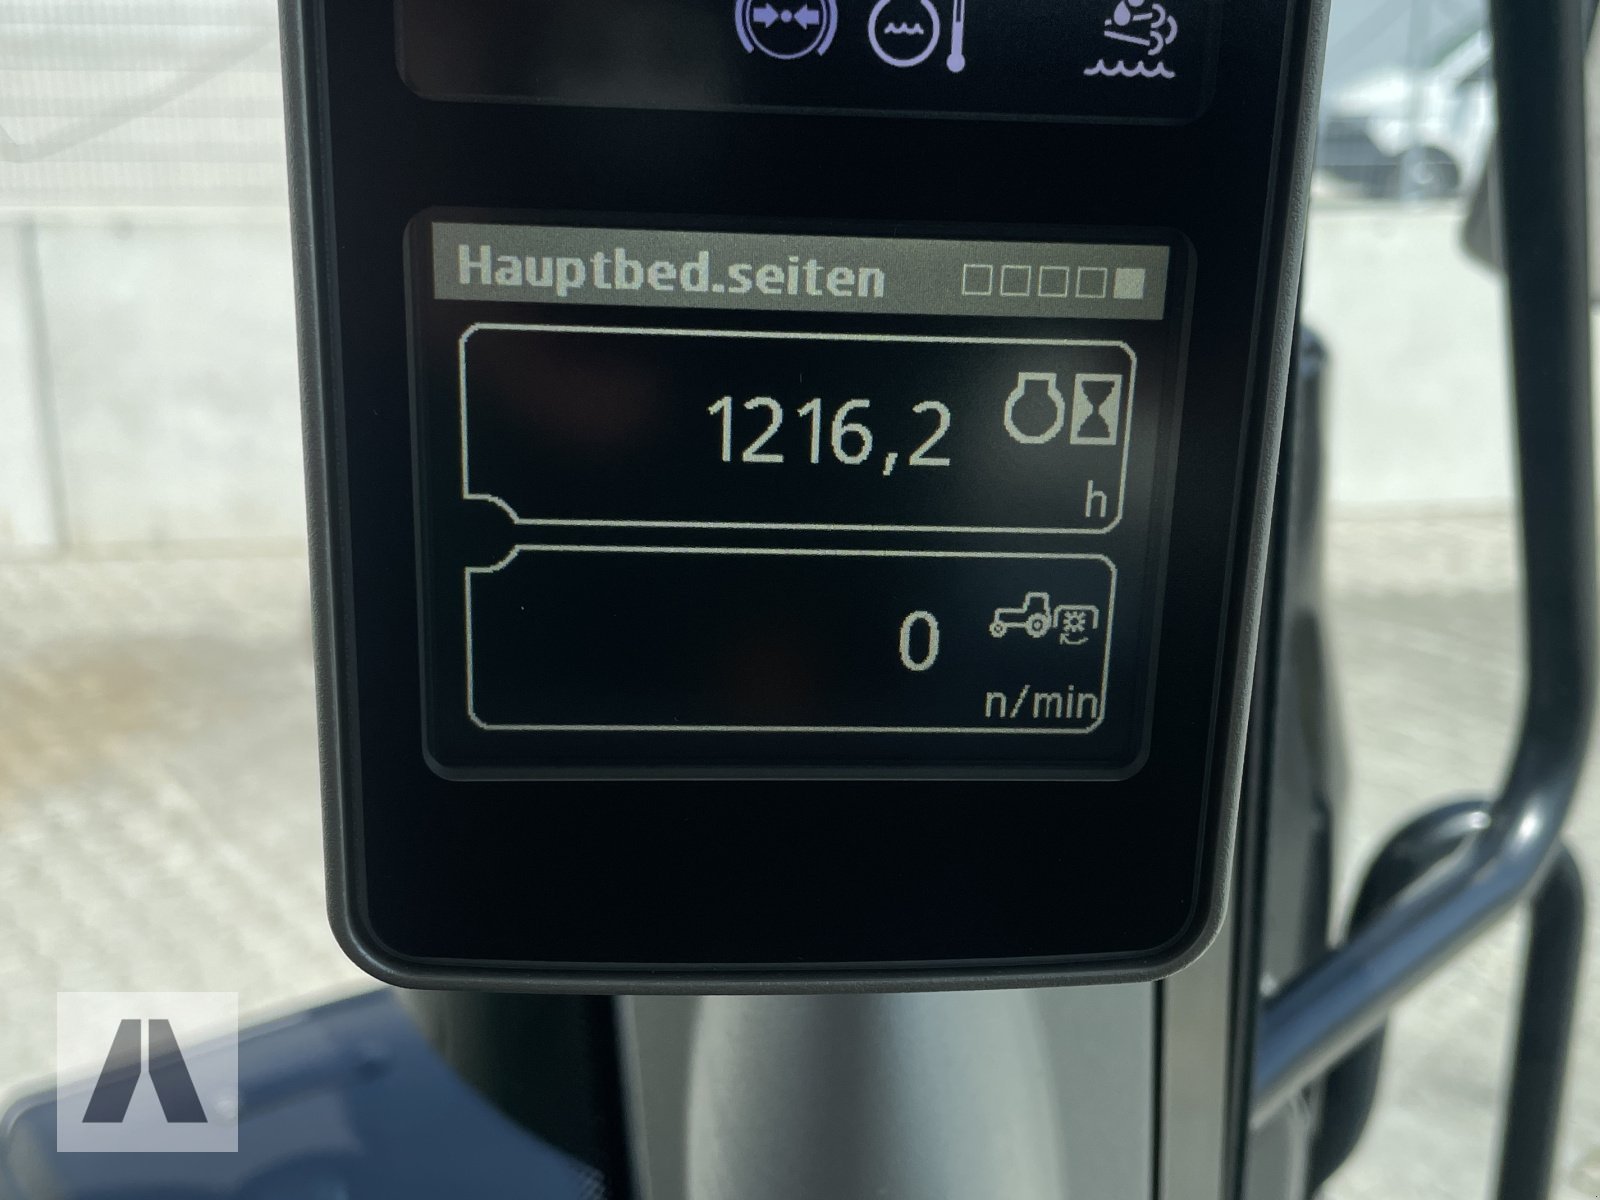 Hauptbed.seiten
1216,2
h
0
n/min